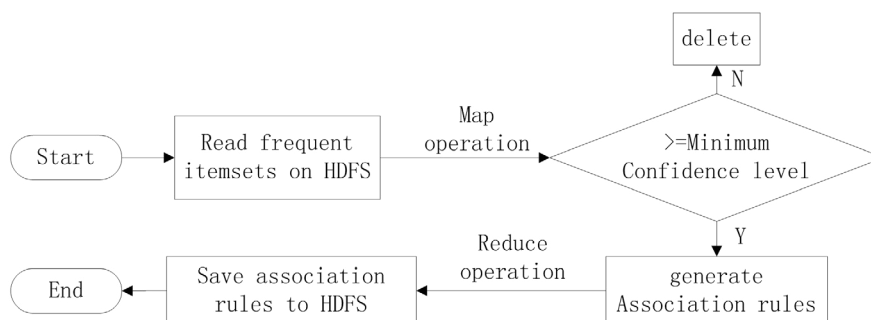 delete
N
Map
operation
Start
Read frequent
itemsets on HDFS
>=Minimum
Confidence level
Y
Reduce
operation
End
Save association
rules to HDFS
generate
Association rules